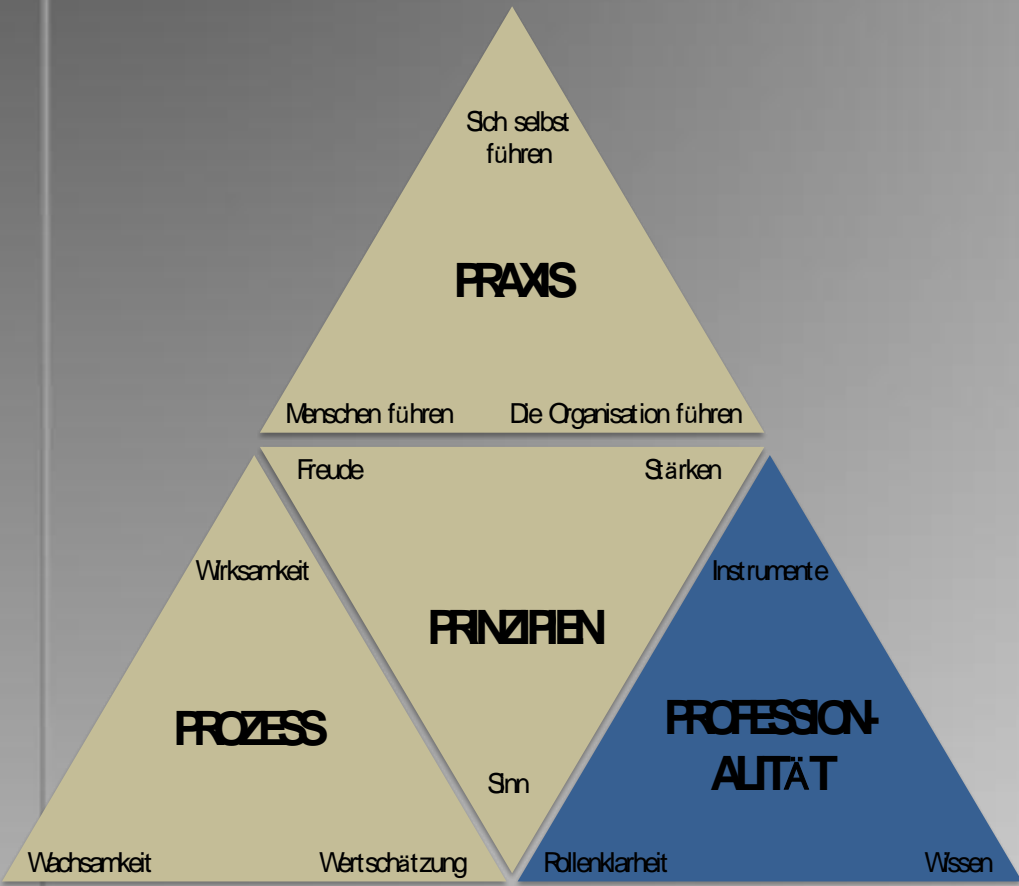 Sich selbst
führen
PRAXIS
Menschen führen
Die Organisation führen
Freude
Stärken
PRINZIPIEN
Sinn
Wirksamkeit
PROZESS
Wachsamkeit
Wertschätzung
Instrumente
PROFESSION-
ALITÄT
Rollenklarheit
Wissen